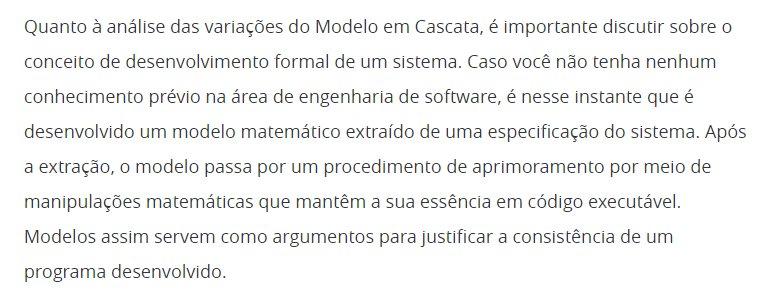 Quanto à análise das variações do Modelo em Cascata, é importante discutir sobre o
conceito de desenvolvimento formal de um sistema. Caso você não tenha nenhum
conhecimento prévio na área de engenharia de software, é nesse instante que é
desenvolvido um modelo matemático extraído de uma especificação do sistema. Após
a extração, o modelo passa por um procedimento de aprimoramento por meio de
manipulações matemáticas que mantêm a sua essência em código executável.
Modelos assim servem como argumentos para justificar a consistência de um
programa desenvolvido.